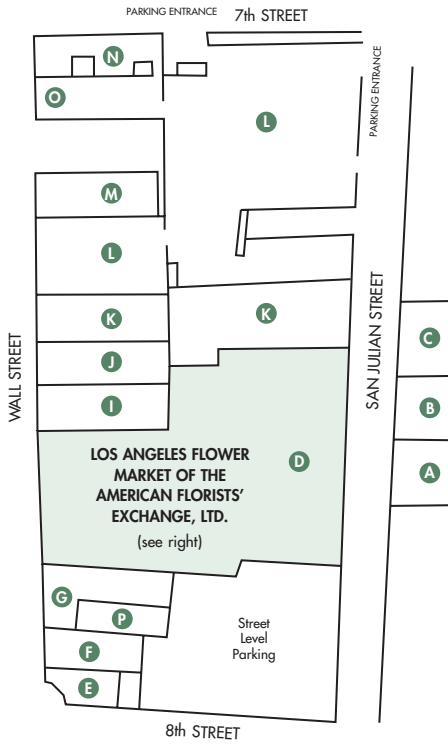 PARKING ENTRANCE
7th STREET
N
O
L
PARKING ENTRANCE
M
L
K
K
J
I
WALL STREET
SAN JULIAN STREET
C
B
A
LOS ANGELES FLOWER
MARKET OF THE
AMERICAN FLORISTS'
EXCHANGE, LTD.
(see right)
D
G
P
F
E
Street
Level
Parking
8th STREET